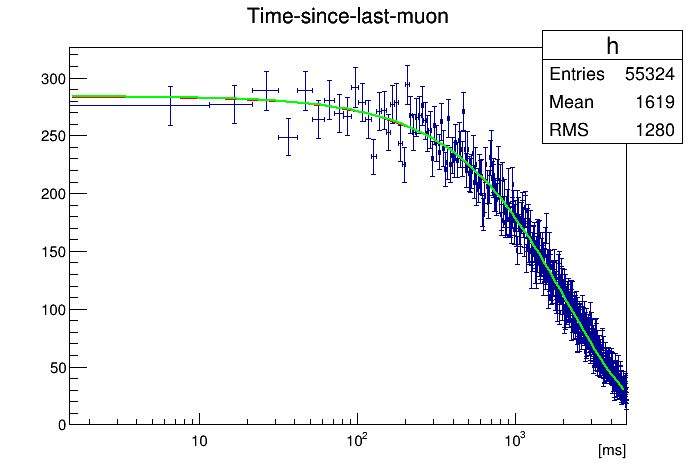 Time-since-last-muon
h
Entries 55324
Mean 1619
RMS 1280
300
250
200
150
100
50
0
10 10² 10³
[ms]